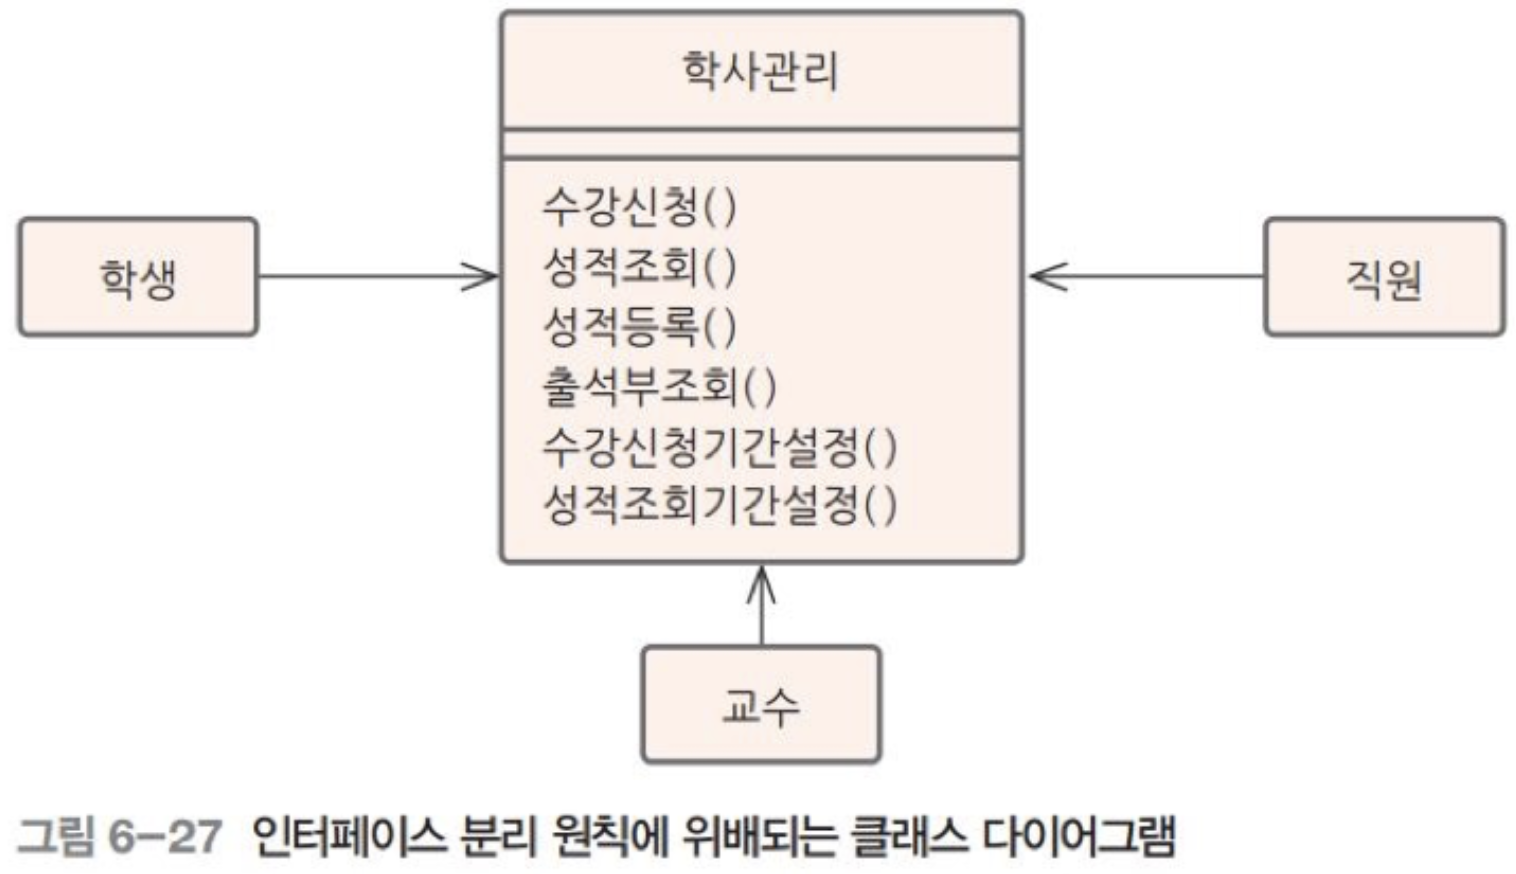 학사관리
수강신청()
성적조회()
성적등록()
출석부조회()
수강신청기간설정()
성적조회기간설정()
학생
직원
교수
그림 6-27 인터페이스 분리 원칙에 위배되는 클래스 다이어그램